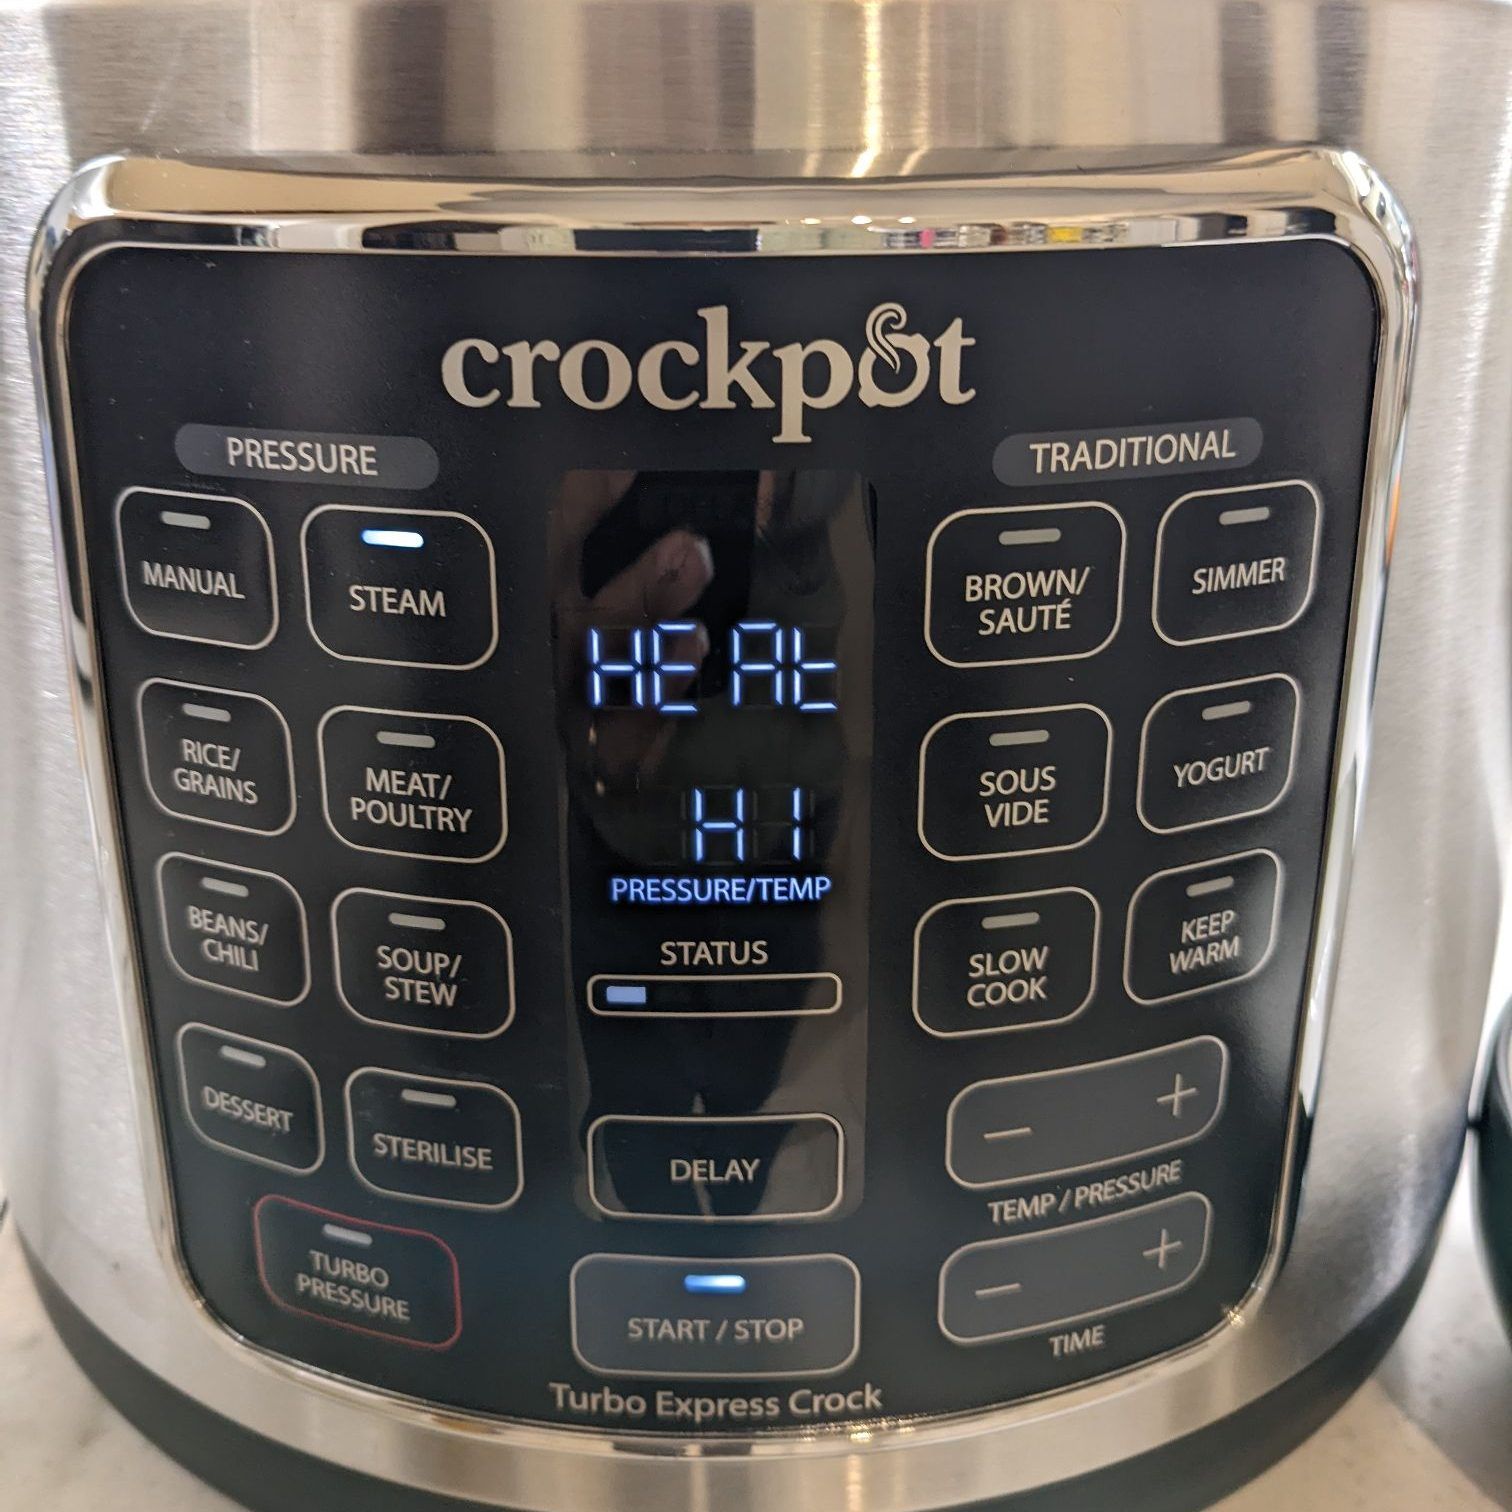 crockpot
PRESSURE
TRADITIONAL
MANUAL
STEAM
RICE/
GRAINS
MEAT/
POULTRY
BEANS/
CHILI
SOUP/
STEW
DESSERT
STERILISE
TURBO
PRESSURE
HEAt
HI
PRESSURE/TEMP
STATUS
DELAY
START / STOP
BROWN/
SAUTÉ
SIMMER
SOUS
VIDE
YOGURT
SLOW
COOK
KEEP
WARM
− +
TEMP / PRESSURE
− +
TIME
Turbo Express Crock